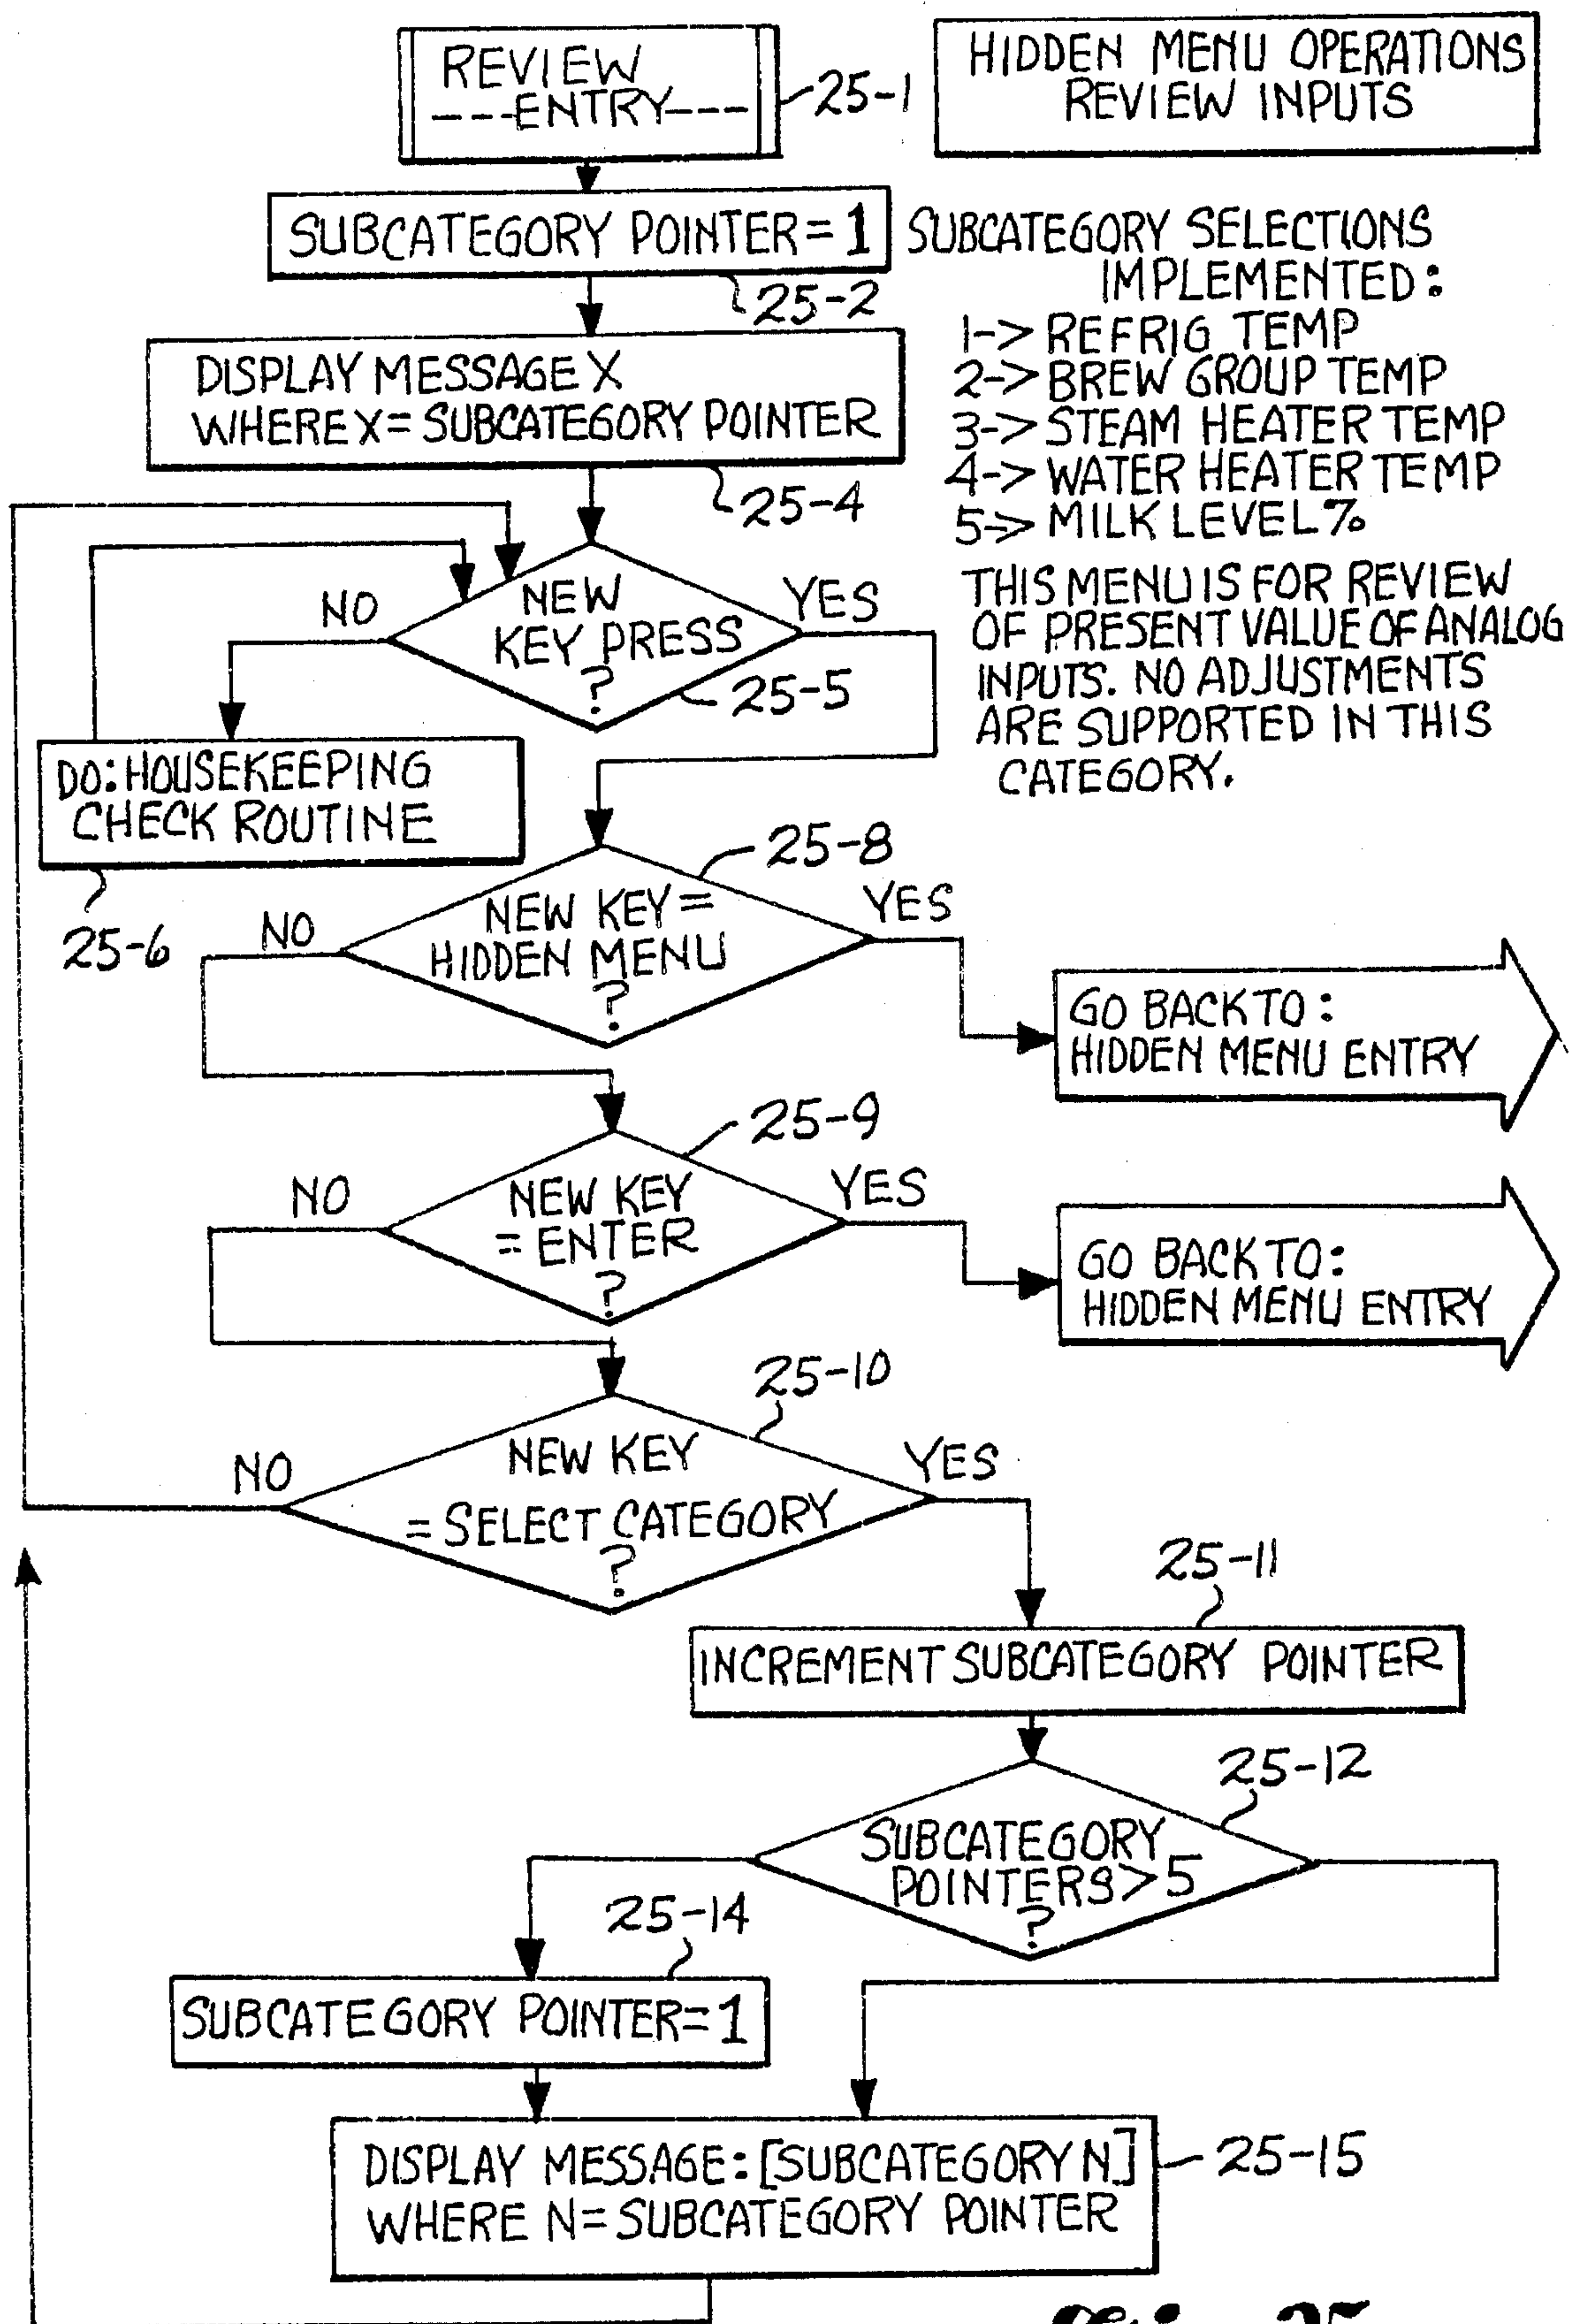 REVIEW
---ENTRY---
25-1
HIDDEN MENU OPERATIONS
REVIEW INPUTS
SUBCATEGORY POINTER=1
25-2
SUBCATEGORY SELECTIONS
IMPLEMENTED:
1-> REFRIG TEMP
2-> BREW GROUP TEMP
3-> STEAM HEATER TEMP
4-> WATER HEATER TEMP
5-> MILK LEVEL%
THIS MENU IS FOR REVIEW
OF PRESENT VALUE OF ANALOG
INPUTS. NO ADJUSTMENTS
ARE SUPPORTED IN THIS
CATEGORY.
DISPLAY MESSAGE X
WHERE X= SUBCATEGORY POINTER
25-4
NO
NEW
KEY PRESS
?
YES
25-5
DO:HOUSEKEEPING
CHECK ROUTINE
25-6
25-8
NO
NEW KEY=
HIDDEN MENU
?
YES
GO BACK TO:
HIDDEN MENU ENTRY
25-9
NO
NEW KEY
= ENTER
?
YES
GO BACK TO:
HIDDEN MENU ENTRY
25-10
NO
NEW KEY
= SELECT CATEGORY
?
YES
25-11
INCREMENT SUBCATEGORY POINTER
25-12
SUBCATEGORY
POINTERS>5
?
25-14
SUBCATEGORY POINTER=1
DISPLAY MESSAGE:[SUBCATEGORY N]
WHERE N= SUBCATEGORY POINTER
25-15